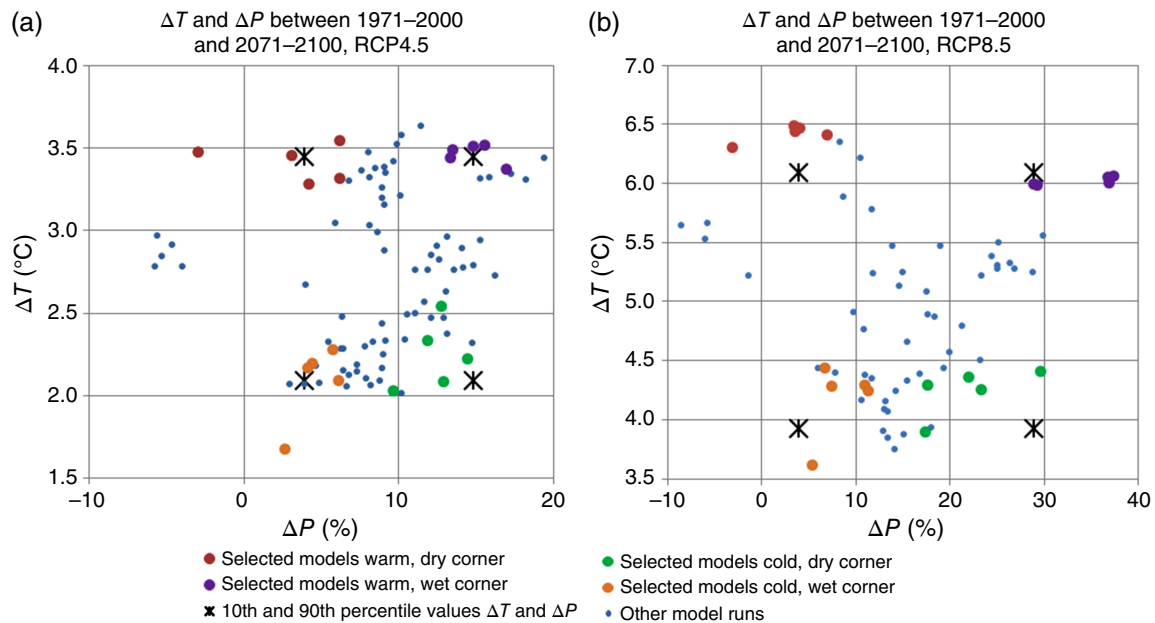 (a)
ΔT and ΔP between 1971–2000
and 2071–2100, RCP4.5
4.0
3.5
3.0
2.5
2.0
1.5
ΔT (°C)
–10
0
10
20
ΔP (%)
(b)
ΔT and ΔP between 1971–2000
and 2071–2100, RCP8.5
7.0
6.5
6.0
5.5
5.0
4.5
4.0
3.5
ΔT (°C)
–10
0
10
20
30
40
ΔP (%)
Selected models warm, dry corner
Selected models warm, wet corner
10th and 90th percentile values ΔT and ΔP
Selected models cold, dry corner
Selected models cold, wet corner
Other model runs